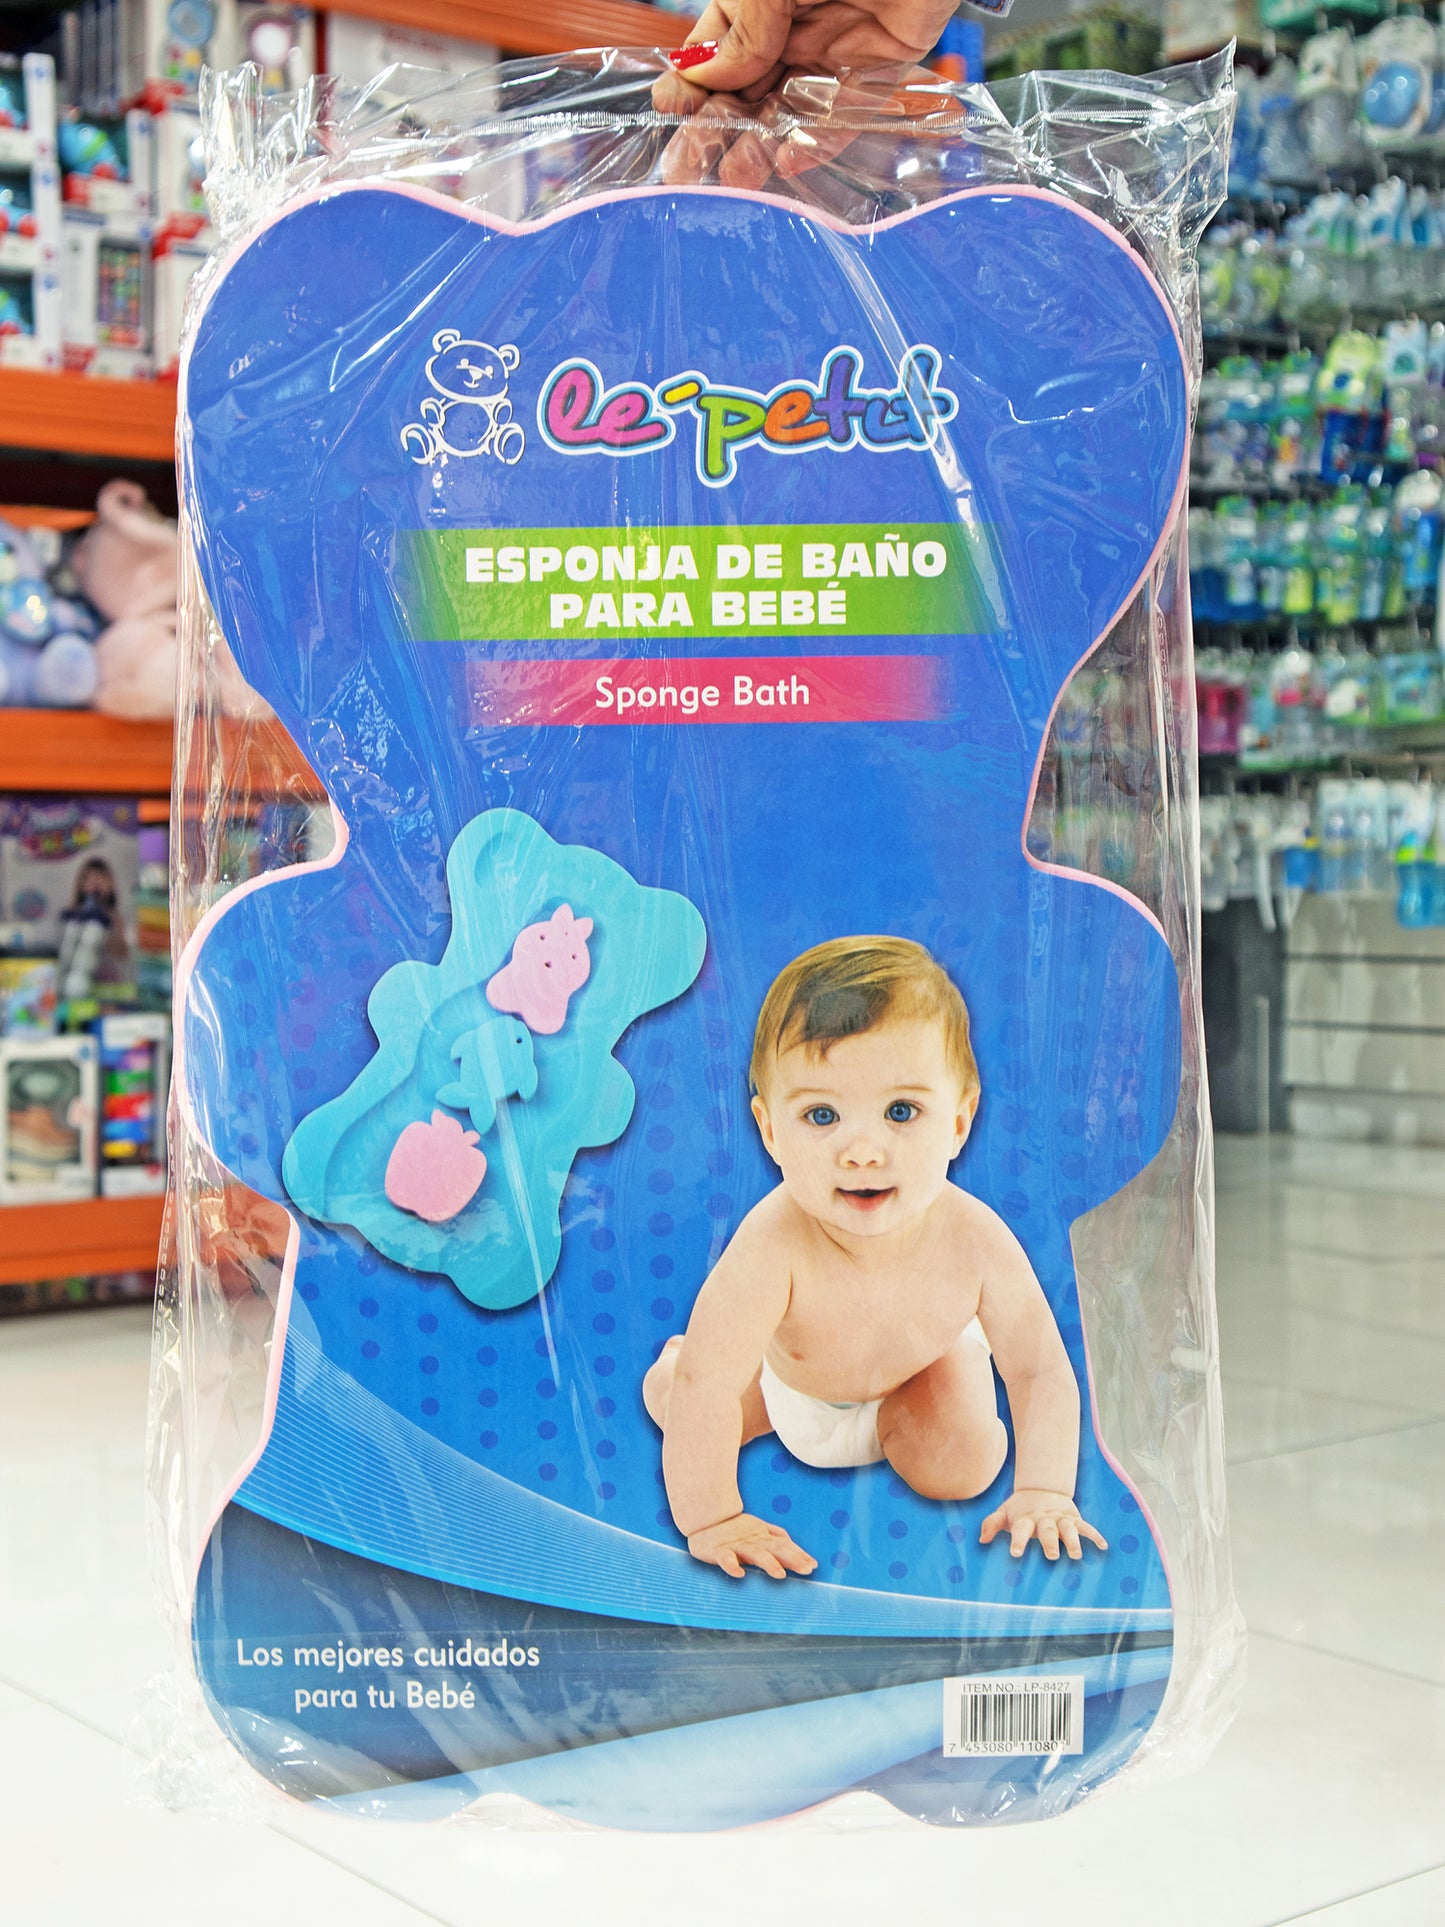 le´petit
ESPONJA DE BAÑO
PARA BEBÉ
Sponge Bath
Los mejores cuidados
para tu Bebé
ITEM NO.: LP-8427
7 453080 110801